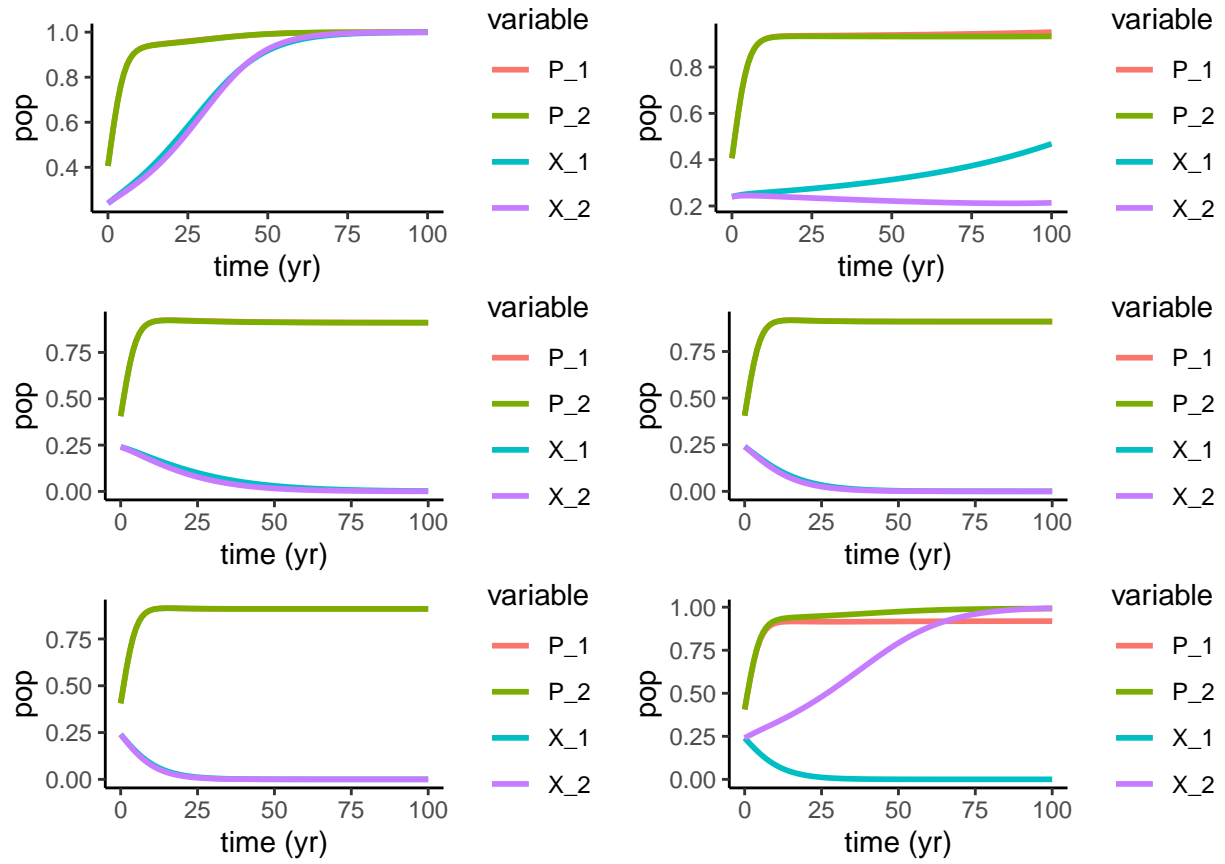 variable
1.0
0.8
0.6
0.4
pop
0 25 50 75 100
time (yr)
P_1
P_2
X_1
X_2
variable
0.8
0.6
0.4
0.2
pop
0 25 50 75 100
time (yr)
P_1
P_2
X_1
X_2
variable
0.75
0.50
0.25
0.00
pop
0 25 50 75 100
time (yr)
P_1
P_2
X_1
X_2
variable
0.75
0.50
0.25
0.00
pop
0 25 50 75 100
time (yr)
P_1
P_2
X_1
X_2
variable
0.75
0.50
0.25
0.00
pop
0 25 50 75 100
time (yr)
P_1
P_2
X_1
X_2
variable
1.00
0.75
0.50
0.25
0.00
pop
0 25 50 75 100
time (yr)
P_1
P_2
X_1
X_2